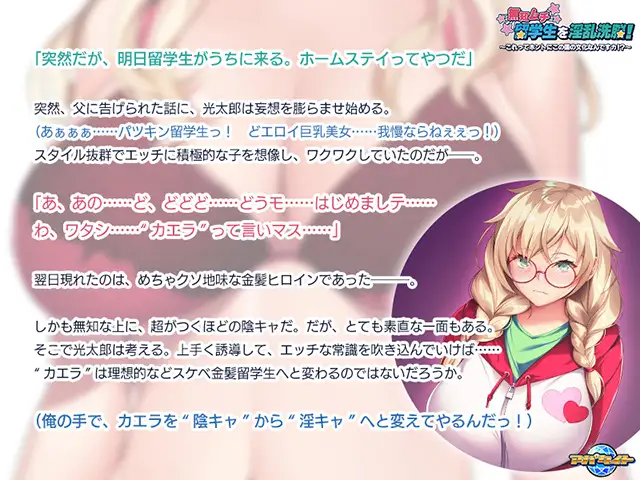 無知ムチ
留学生を淫乱洗脳!
～これってホントにこの国の文化なんですカ!?～
「突然だが、明日留学生がうちに来る。ホームステイってやつだ」
突然、父に告げられた話に、光太郎は妄想を膨らませ始める。
（あぁぁぁ……パツキン留学生っ！　どエロイ巨乳美女……我慢ならねぇぇっ！）
スタイル抜群でエッチに積極的な子を想像し、ワクワクしていたのだが――。
「あ、あの……ど、どどど……どうモ……はじめましテ……
わ、ワタシ……“カエラ”って言いマス……」
翌日現れたのは、めちゃクソ地味な金髪ヒロインであった――。
しかも無知な上に、超がつくほどの陰キャだ。だが、とても素直な一面もある。
そこで光太郎は考える。上手く誘導して、エッチな常識を吹き込んでいけば……
“カエラ”は理想的などスケベ金髪留学生へと変わるのではないだろうか。
（俺の手で、カエラを“陰キャ”から“淫キャ”へと変えてやるんだっ！）